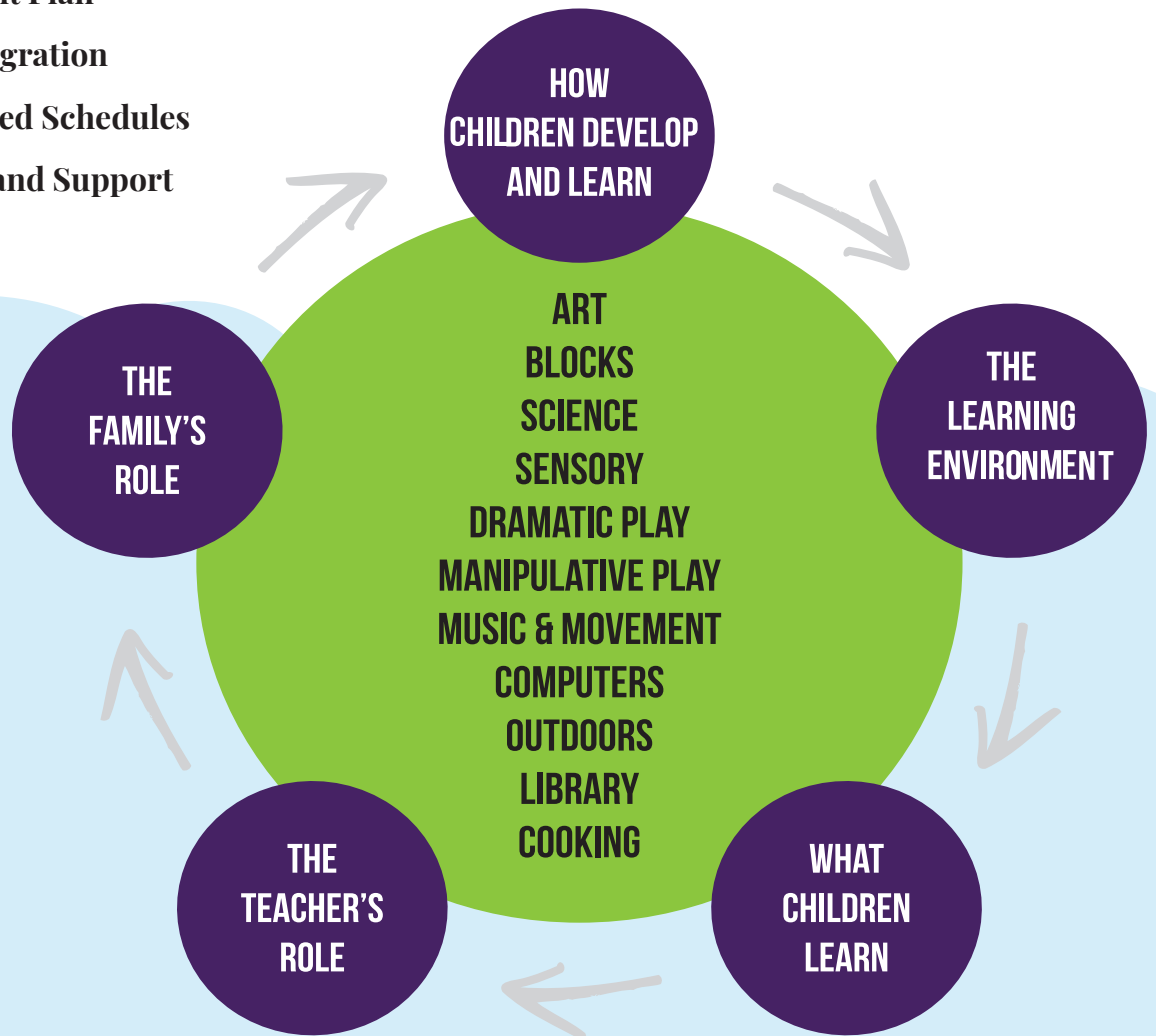 t Plan
gration
ed Schedules
and Support
HOW
CHILDREN DEVELOP
AND LEARN
THE
LEARNING
ENVIRONMENT
WHAT
CHILDREN
LEARN
THE
TEACHER'S
ROLE
THE
FAMILY'S
ROLE
ART
BLOCKS
SCIENCE
SENSORY
DRAMATIC PLAY
MANIPULATIVE PLAY
MUSIC & MOVEMENT
COMPUTERS
OUTDOORS
LIBRARY
COOKING